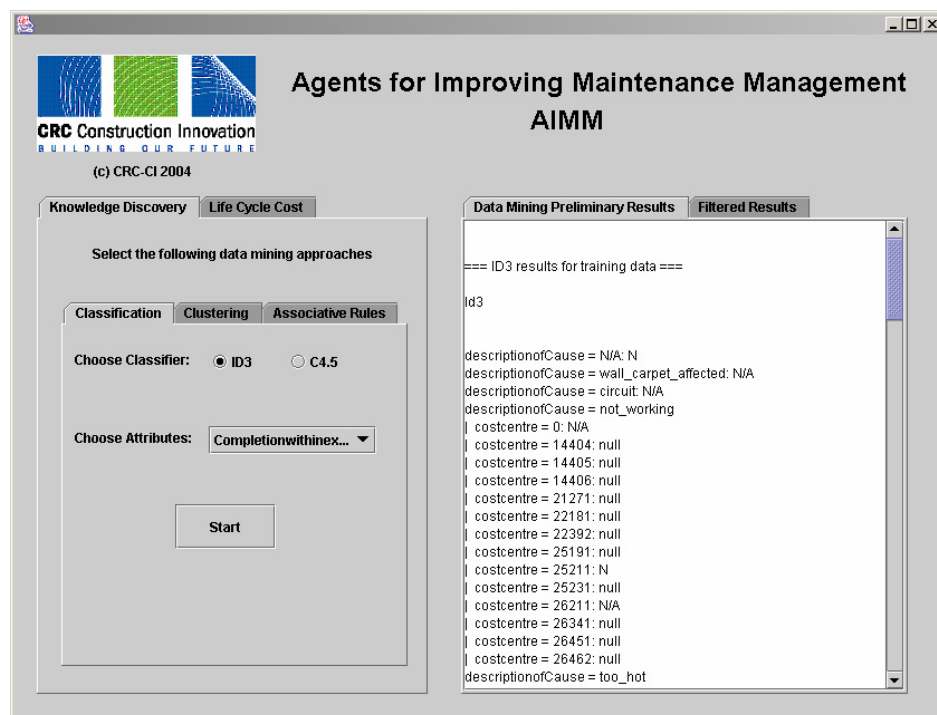 Agents for Improving Maintenance Management
AIMM
CRC Construction Innovation
BUILDING OUR FUTURE
(c) CRC-CI 2004
Knowledge Discovery
Life Cycle Cost
Select the following data mining approaches
Classification
Clustering
Associative Rules
Choose Classifier:
ID3
C4.5
Choose Attributes:
Completionwithinex...
Start
Data Mining Preliminary Results
Filtered Results
=== ID3 results for training data ===
Id3
descriptionofCause = N/A: N
descriptionofCause = wall_carpet_affected: N/A
descriptionofCause = circuit: N/A
descriptionofCause = not_working
| costcentre = 0: N/A
| costcentre = 14404: null
| costcentre = 14405: null
| costcentre = 14406: null
| costcentre = 21271: null
| costcentre = 22181: null
| costcentre = 22392: null
| costcentre = 25191: null
| costcentre = 25211: N
| costcentre = 25231: null
| costcentre = 26211: N/A
| costcentre = 26341: null
| costcentre = 26451: null
| costcentre = 26462: null
descriptionofCause = too_hot